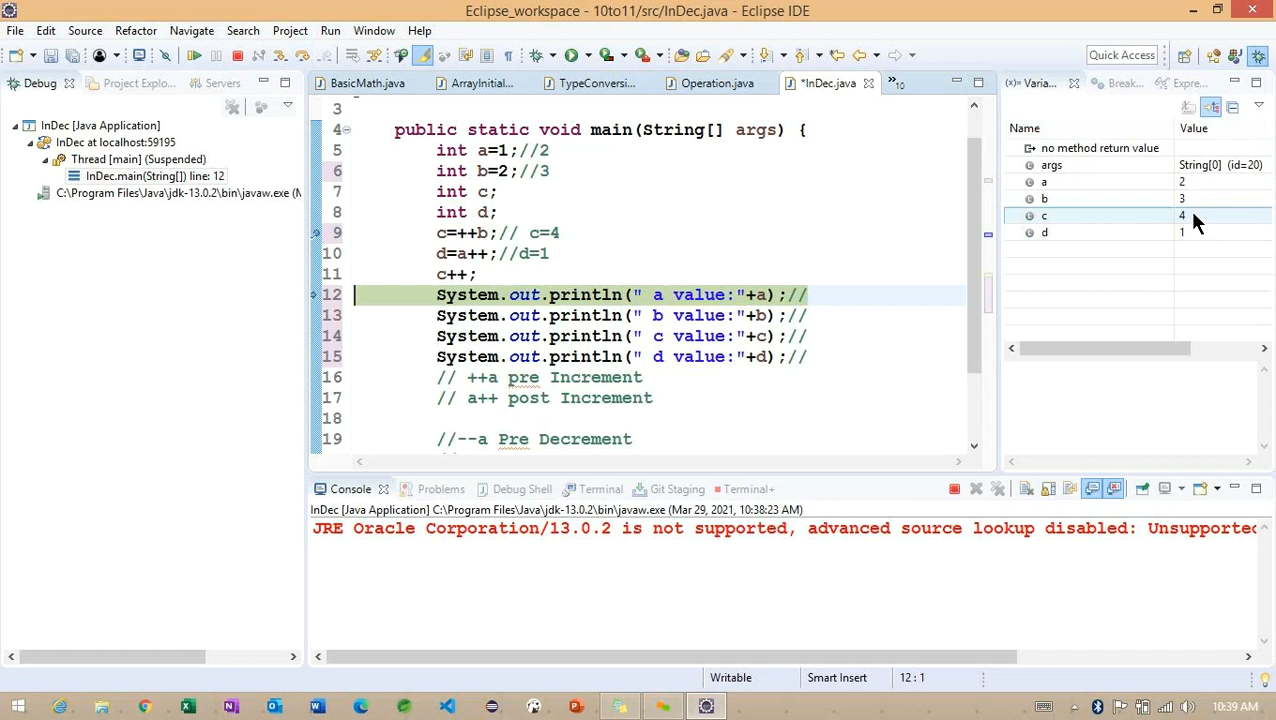 Eclipse_workspace - 10to11/src/InDec.java - Eclipse IDE
File Edit Source Refactor Navigate Search Project Run Window Help
Quick Access
Debug Project Explo... Servers
InDec [Java Application]
InDec at localhost:59195
Thread [main] (Suspended)
InDec.main(String[]) line: 12
C:\Program Files\Java\jdk-13.0.2\bin\javaw.exe (M
BasicMath.java ArrayInitial... TypeConversi... Operation.java *InDec.java »10
3
4 public static void main(String[] args) {
5 int a=1;//2
6 int b=2;//3
7 int c;
8 int d;
9 c=++b;// c=4
10 d=a++;//d=1
11 c++;
12 System.out.println(" a value:"+a);//
13 System.out.println(" b value:"+b);//
14 System.out.println(" c value:"+c);//
15 System.out.println(" d value:"+d);//
16 // ++a pre Increment
17 // a++ post Increment
18
19 //--a Pre Decrement
Varia... Break... Expre...
Name Value
no method return value
args String[0] (id=20)
a 2
b 3
c 4
d 1
Console Problems Debug Shell Terminal Git Staging Terminal+
InDec [Java Application] C:\Program Files\Java\jdk-13.0.2\bin\javaw.exe (Mar 29, 2021, 10:38:23 AM)
JRE Oracle Corporation/13.0.2 is not supported, advanced source lookup disabled: Unsupported
Writable Smart Insert 12 : 1
10:39 AM